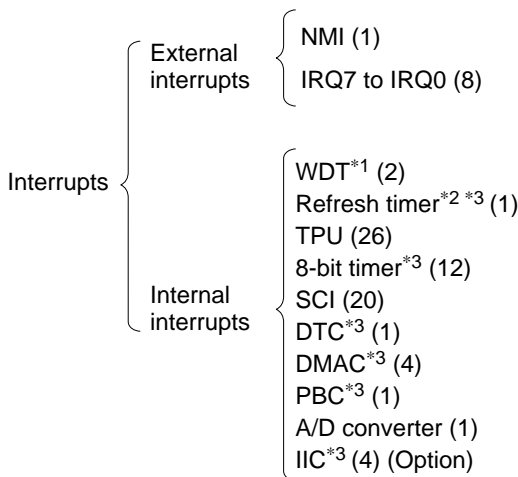 Interrupts
External
interrupts
NMI (1)
IRQ7 to IRQ0 (8)
Internal
interrupts
WDT*1 (2)
Refresh timer*2 *3 (1)
TPU (26)
8-bit timer*3 (12)
SCI (20)
DTC*3 (1)
DMAC*3 (4)
PBC*3 (1)
A/D converter (1)
IIC*3 (4) (Option)